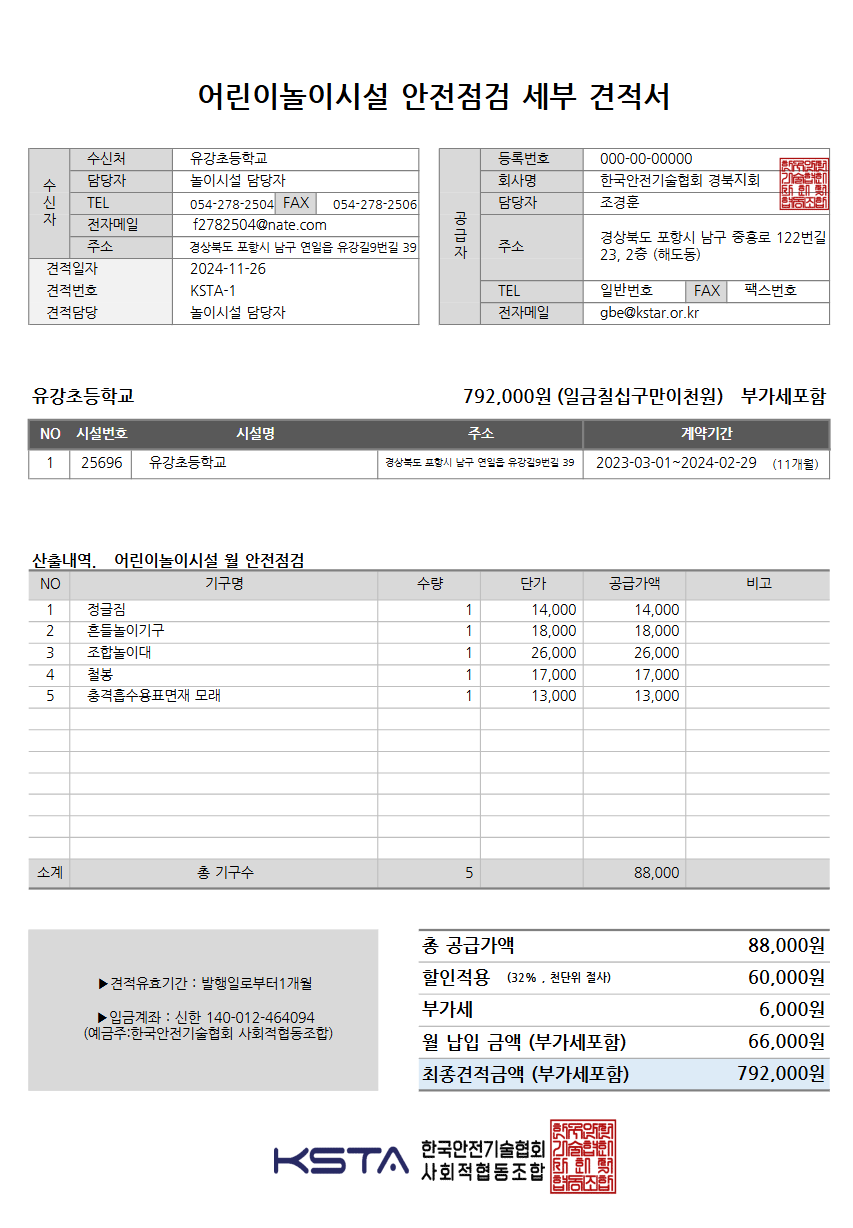 어린이놀이시설 안전점검 세부 견적서
수신자
수신처 유강초등학교
담당자 놀이시설 담당자
TEL 054-278-2504 FAX 054-278-2506
전자메일 f2782504@nate.com
주소 경상북도 포항시 남구 연일읍 유강길9번길 39
견적일자 2024-11-26
견적번호 KSTA-1
견적담당 놀이시설 담당자
공급자
등록번호 000-00-00000
회사명 한국안전기술협회 경북지회
담당자 조경훈
주소 경상북도 포항시 남구 중흥로 122번길
23, 2층 (해도동)
TEL 일반번호 FAX 팩스번호
전자메일 gbe@kstar.or.kr
유강초등학교 792,000원 (일금칠십구만이천원) 부가세포함
NO 시설번호 시설명 주소 계약기간
1 25696 유강초등학교 경상북도 포항시 남구 연일읍 유강길9번길 39 2023-03-01~2024-02-29 (11개월)
산출내역. 어린이놀이시설 월 안전점검
NO 기구명 수량 단가 공급가액 비고
1 정글짐 1 14,000 14,000
2 흔들놀이기구 1 18,000 18,000
3 조합놀이대 1 26,000 26,000
4 철봉 1 17,000 17,000
5 충격흡수용표면재 모래 1 13,000 13,000
소계 총 기구수 5 88,000
▶견적유효기간 : 발행일로부터1개월
▶입금계좌 : 신한 140-012-464094
(예금주:한국안전기술협회 사회적협동조합)
총 공급가액 88,000원
할인적용 (32% , 천단위 절사) 60,000원
부가세 6,000원
월 납입 금액 (부가세포함) 66,000원
최종견적금액 (부가세포함) 792,000원
KSTA 한국안전기술협회
사회적협동조합